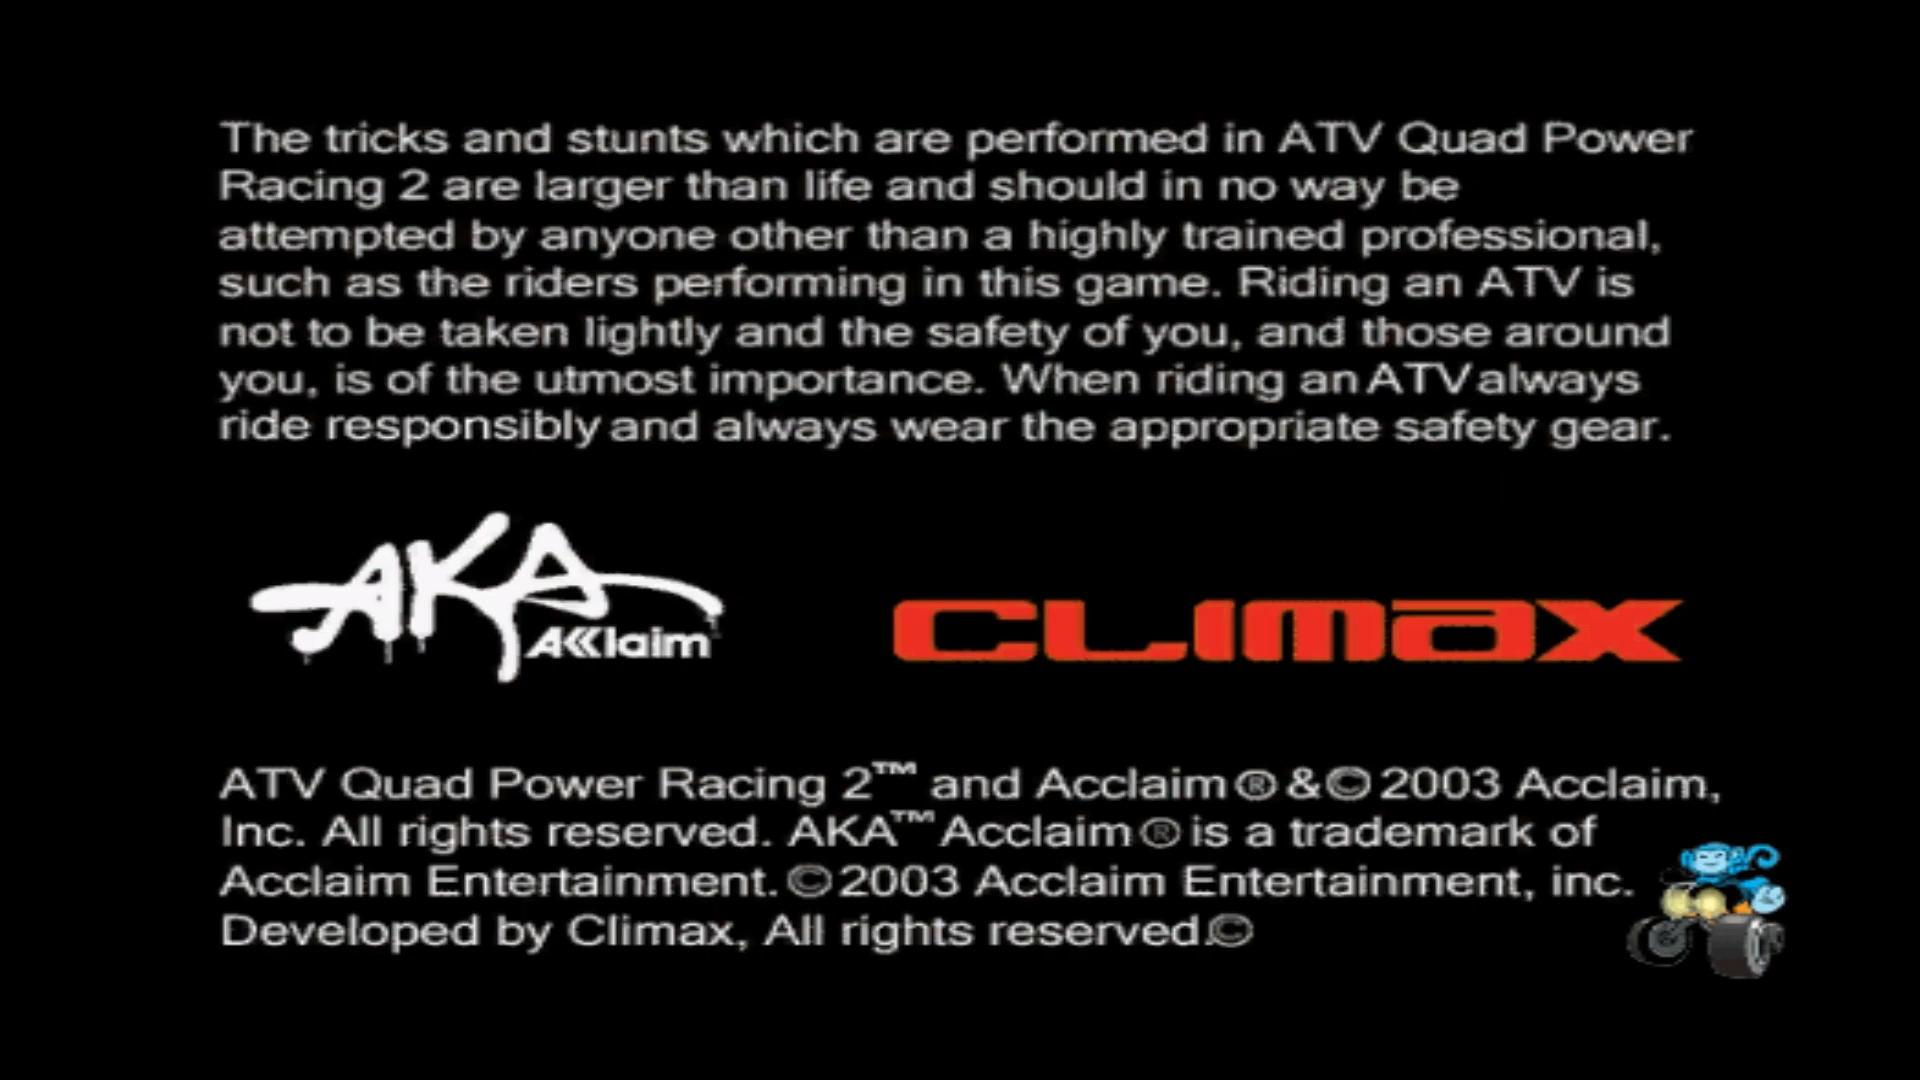 The tricks and stunts which are performed in ATV Quad Power
Racing 2 are larger than life and should in no way be
attempted by anyone other than a highly trained professional,
such as the riders performing in this game. Riding an ATV is
not to be taken lightly and the safety of you, and those around
you, is of the utmost importance. When riding an ATV always
ride responsibly and always wear the appropriate safety gear.
AKA
Acclaim
CLIMAX
ATV Quad Power Racing 2™ and Acclaim ® & © 2003 Acclaim,
Inc. All rights reserved. AKA™ Acclaim ® is a trademark of
Acclaim Entertainment. © 2003 Acclaim Entertainment, inc.
Developed by Climax, All rights reserved.©